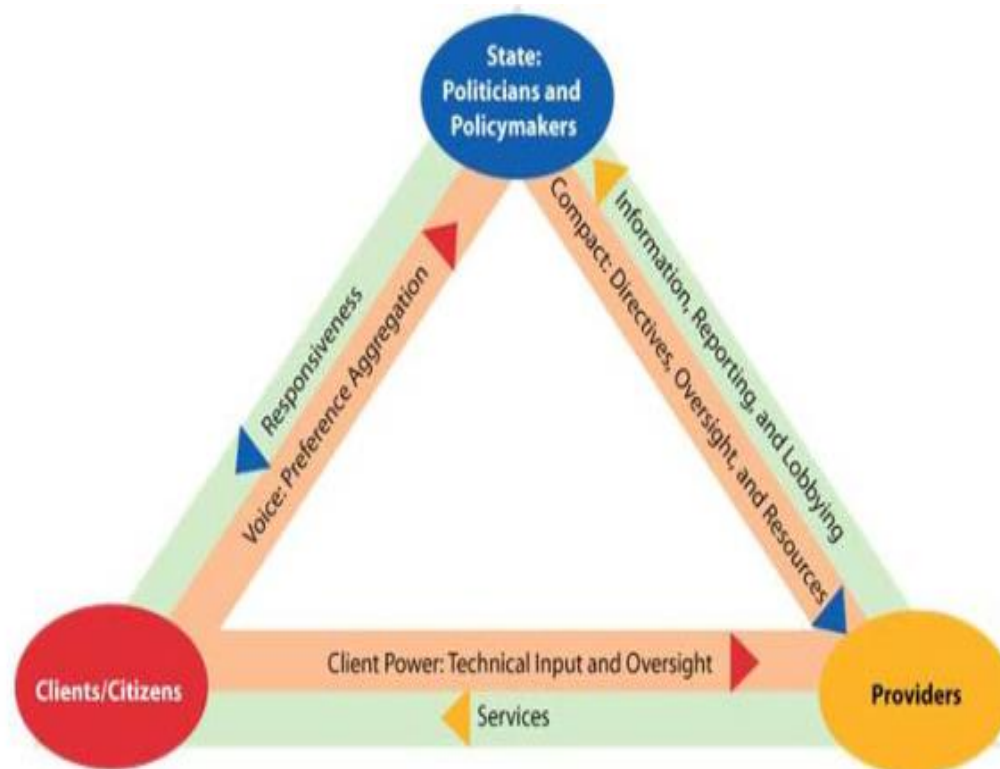 State:
Politicians and
Policymakers
Responsiveness
Voice: Preference Aggregation
Compact: Directives, Oversight, and Resources
Information, Reporting, and Lobbying
Clients/Citizens
Client Power: Technical Input and Oversight
Services
Providers